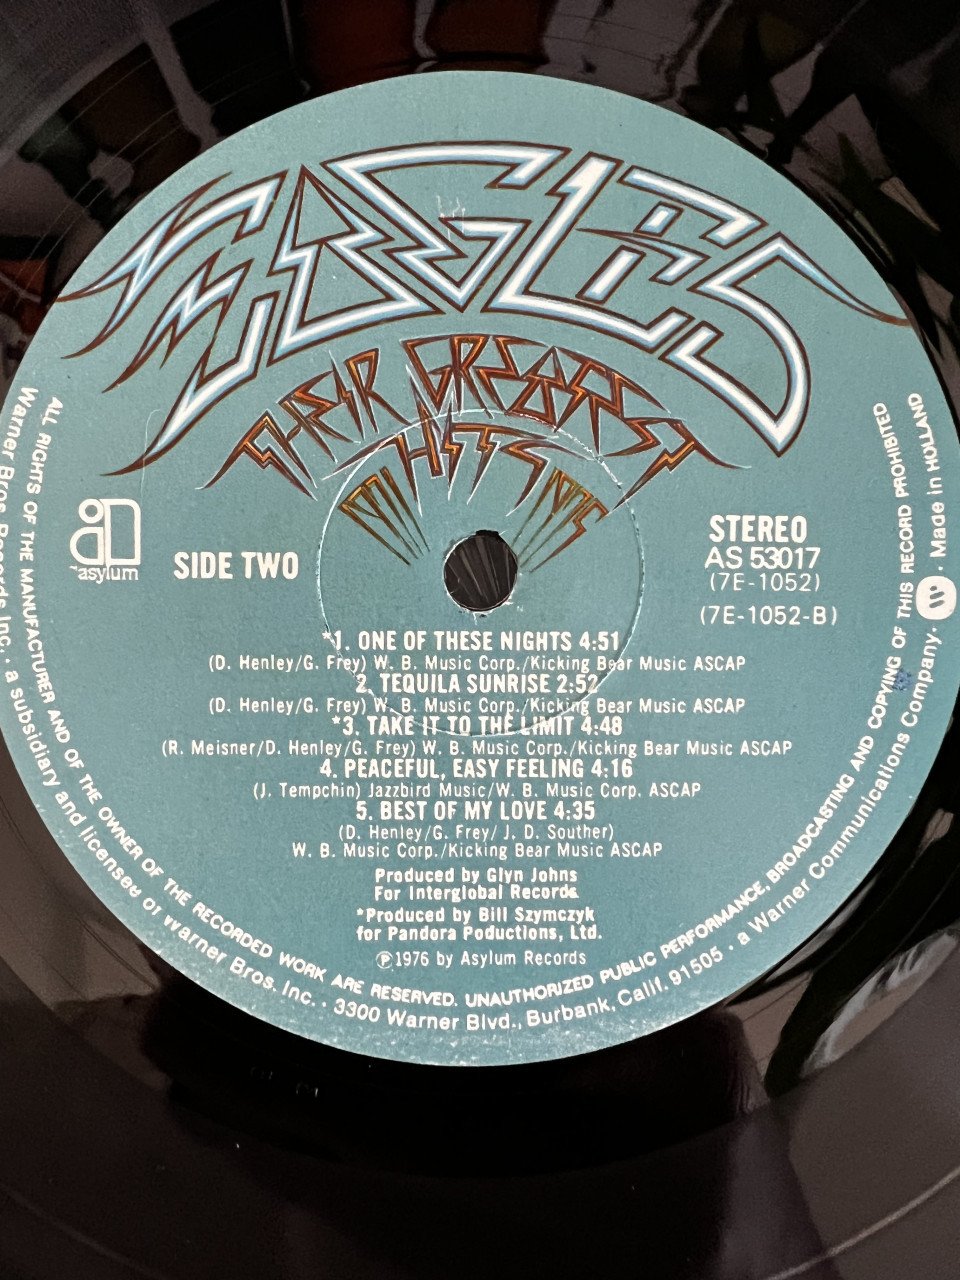 EAGLES
THEIR GREATEST
HITS
1971 1975
asylum
SIDE TWO
STEREO
AS 53017
(7E-1052)
(7E-1052-B)
*1. ONE OF THESE NIGHTS 4:51
(D. Henley/G. Frey) W. B. Music Corp./Kicking Bear Music ASCAP
2. TEQUILA SUNRISE 2:52
(D. Henley/G. Frey) W. B. Music Corp./Kicking Bear Music ASCAP
*3. TAKE IT TO THE LIMIT 4:48
(R. Meisner/D. Henley/G. Frey) W. B. Music Corp./Kicking Bear Music ASCAP
4. PEACEFUL, EASY FEELING 4:16
(J. Tempchin) Jazzbird Music/W. B. Music Corp. ASCAP
5. BEST OF MY LOVE 4:35
(D. Henley/G. Frey/ J. D. Souther)
W. B. Music Corp./Kicking Bear Music ASCAP
Produced by Glyn Johns
For Interglobal Records
*Produced by Bill Szymczyk
for Pandora Poductions, Ltd.
℗1976 by Asylum Records
ALL RIGHTS OF THE MANUFACTURER AND OF THE OWNER OF THE RECORDED WORK ARE RESERVED. UNAUTHORIZED PUBLIC PERFORMANCE, BROADCASTING AND COPYING OF THIS RECORD PROHIBITED
Warner Bros. Records Inc. · a subsidiary and licensee of Warner Bros. Inc. · 3300 Warner Blvd., Burbank, Calif. 91505 · a Warner Communications Company. · Made in HOLLAND